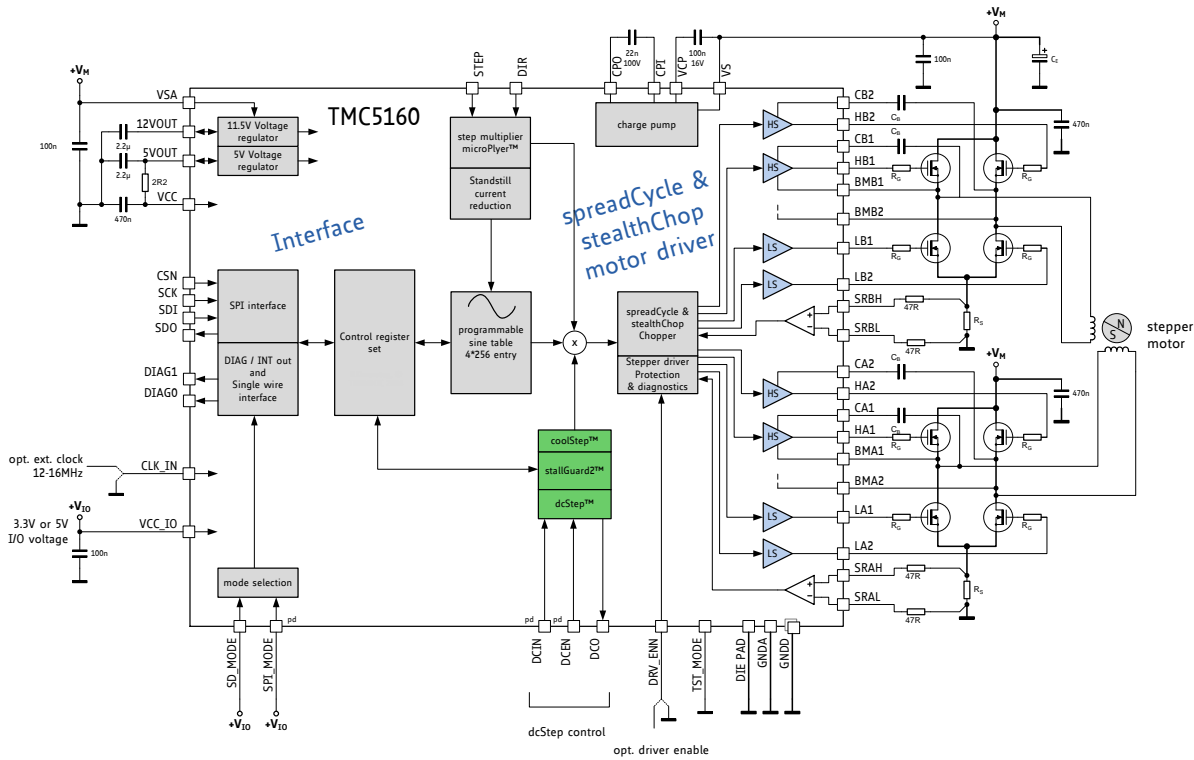 +VM
VSA
12VOUT
2.2µ
5VOUT
2.2µ
100n
2R2
VCC
470n
11.5V Voltage
regulator
5V Voltage
regulator
TMC5160
STEP
DIR
step multiplier
microPlyer™
Standstill
current
reduction
CPO
22n
100V
CPI
VCP
100n
16V
VS
charge pump
+VM
100n
CE
+
470n
Interface
spreadCycle &
stealthChop
motor driver
CSN
SCK
SDI
SDO
DIAG1
DIAG0
SPI interface
DIAG / INT out
and
Single wire
interface
Control register
set
programmable
sine table
4*256 entry
x
spreadCycle &
stealthChop
Chopper
Stepper driver
Protection
& diagnostics
coolStep™
stallGuard2™
dcStep™
HS
HS
LS
LS
+
−
HS
HS
LS
LS
+
−
CB2
CB
HB2
CB
CB1
HB1
RG
RG
BMB1
BMB2
LB1
RG
RG
LB2
SRBH
47R
RS
SRBL
47R
+VM
N
S
stepper
motor
CA2
CB
HA2
470n
CA1
CB
HA1
RG
RG
BMA1
BMA2
LA1
RG
RG
LA2
SRAH
47R
RS
SRAL
47R
opt. ext. clock
12-16MHz
CLK_IN
+VIO
3.3V or 5V
I/O voltage
VCC_IO
100n
mode selection
pd
pd
pd
SD_MODE
SPI_MODE
+VIO
+VIO
DCIN
DCEN
DCO
dcStep control
DRV_ENN
opt. driver enable
TST_MODE
DIE PAD
GNDA
GNDD